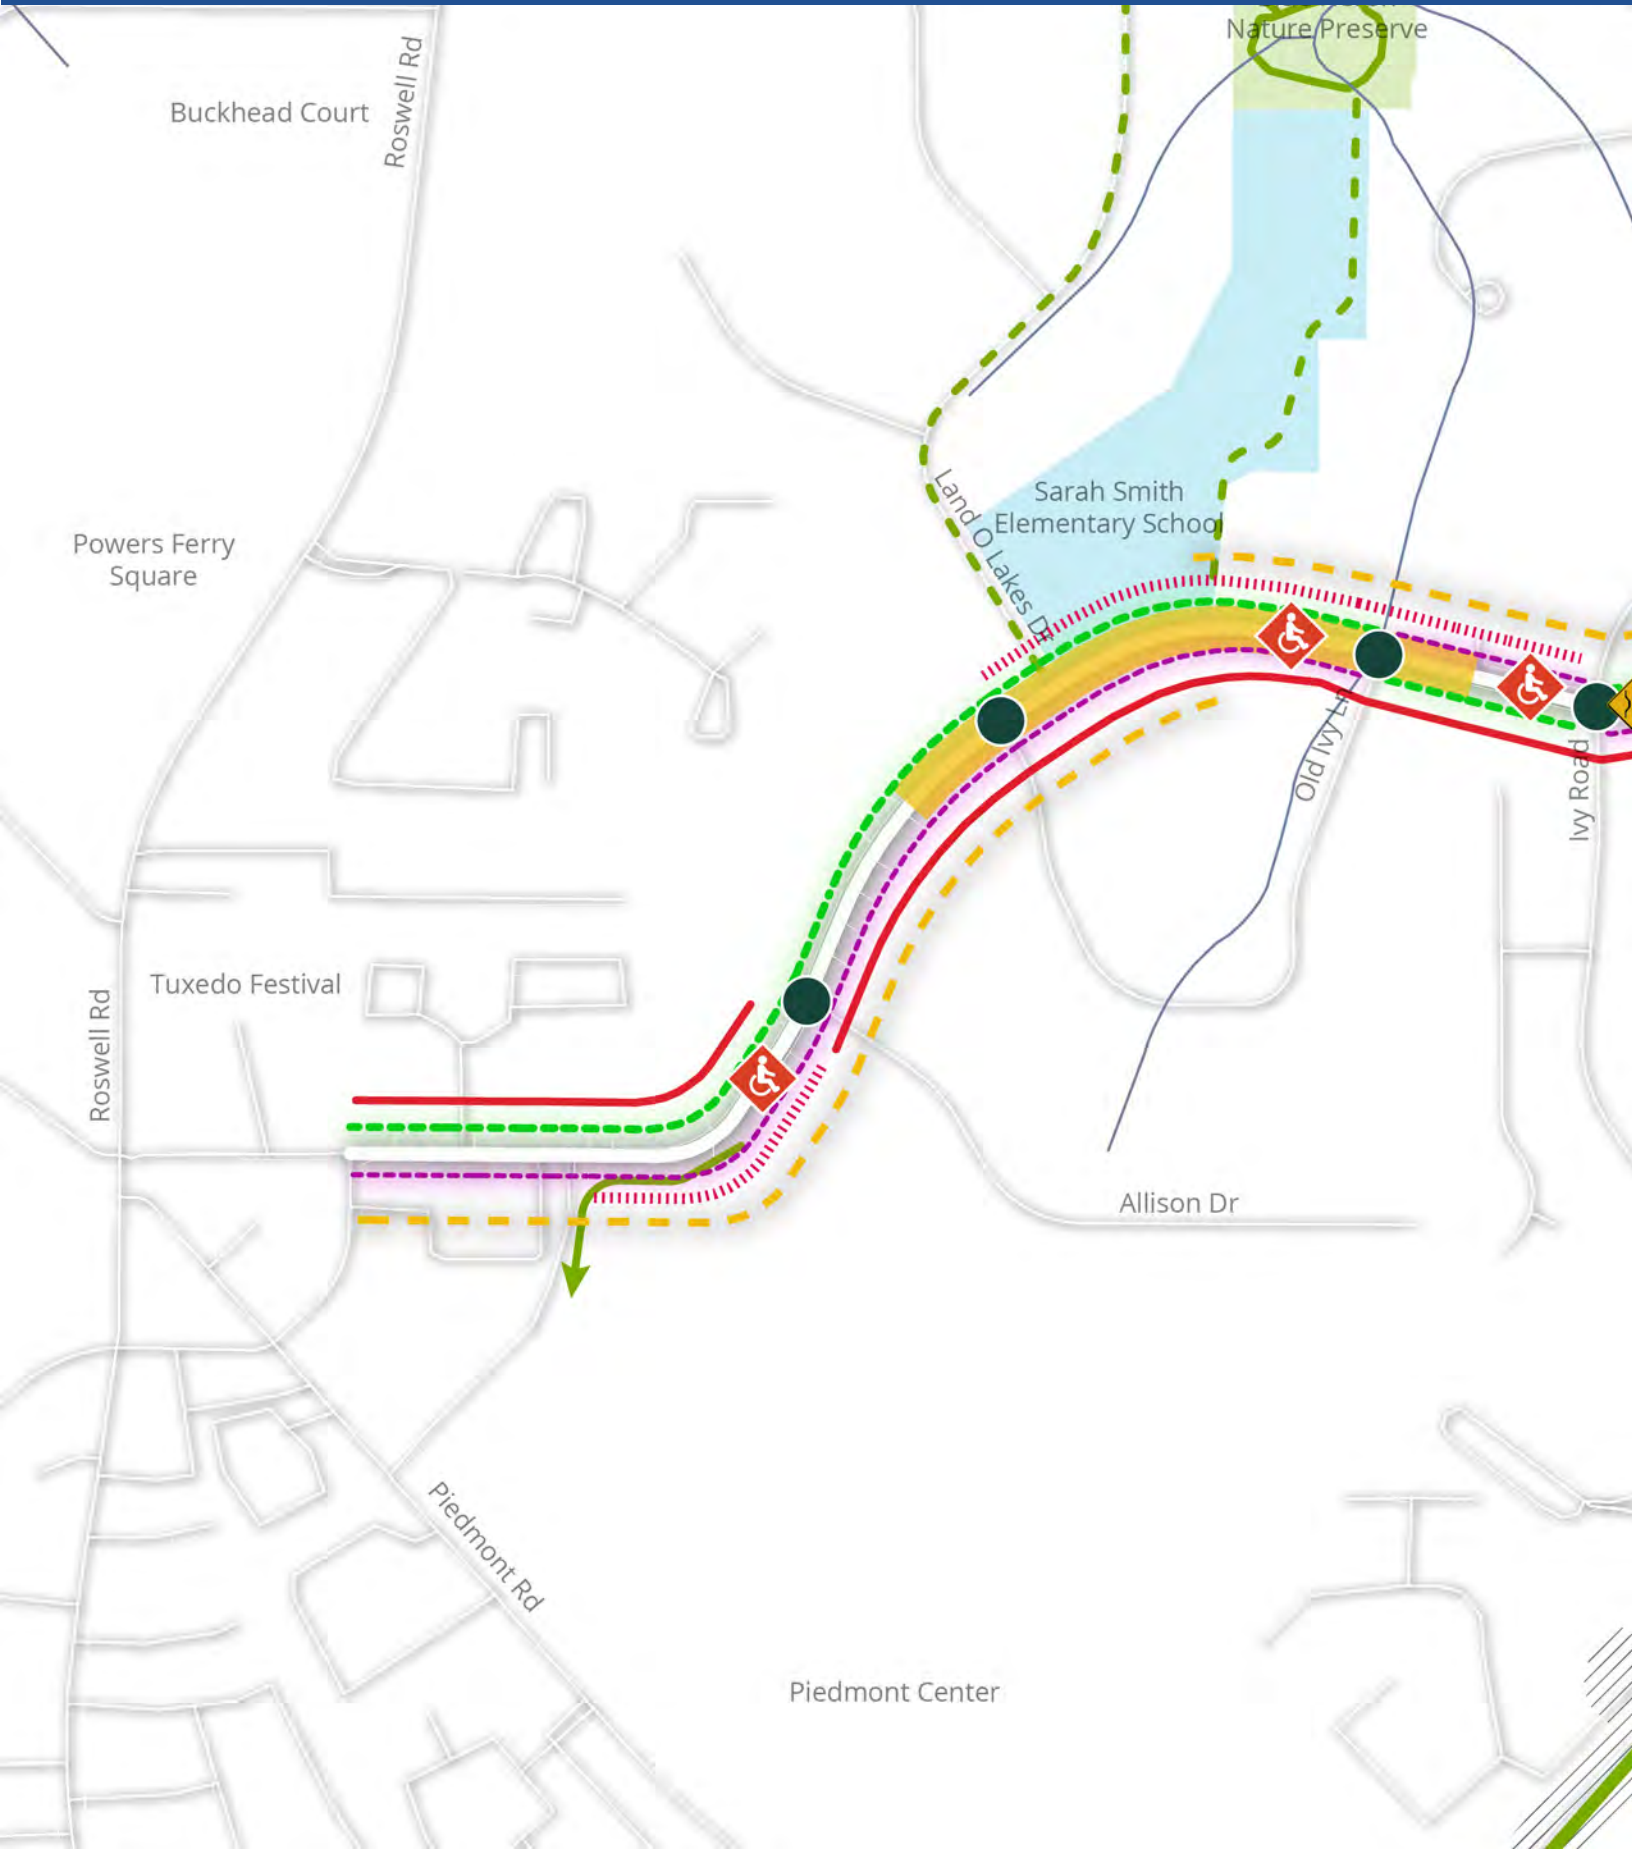 Nature Preserve
Roswell Rd
Buckhead Court
Sarah Smith
Elementary School
Land O Lakes Dr
Powers Ferry
Square
Old Ivy Ln
Ivy Road
Tuxedo Festival
Roswell Rd
Allison Dr
Piedmont Rd
Piedmont Center